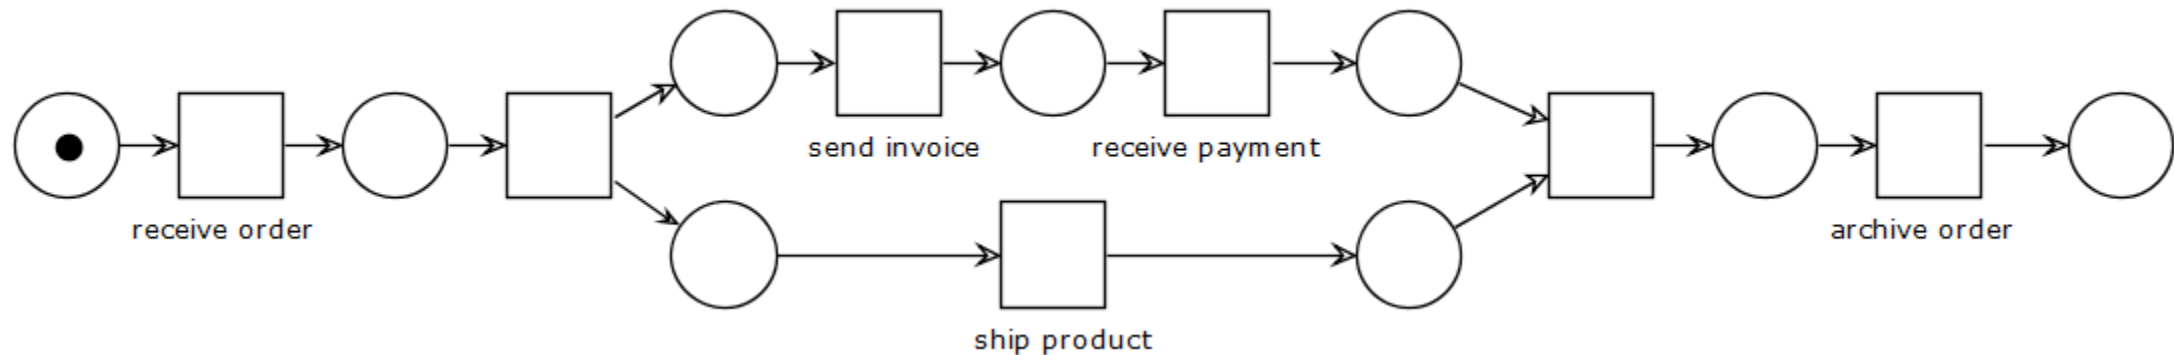 receive order
send invoice
receive payment
ship product
archive order